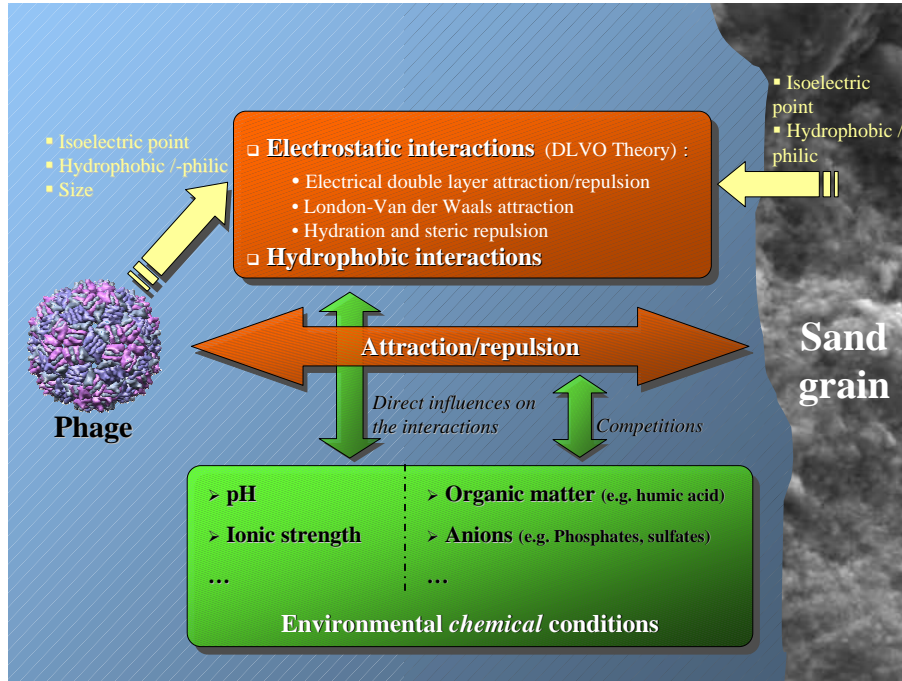 ▪ Isoelectric point
▪ Hydrophobic /-philic
▪ Size
❑ Electrostatic interactions (DLVO Theory) :
• Electrical double layer attraction/repulsion
• London-Van der Waals attraction
• Hydration and steric repulsion
❑ Hydrophobic interactions
▪ Isoelectric
point
▪ Hydrophobic /-
philic
Attraction/repulsion
Phage
Sand
grain
Direct influences on
the interactions
Competitions
➢ pH
➢ Ionic strength
…
➢ Organic matter (e.g. humic acid)
➢ Anions (e.g. Phosphates, sulfates)
…
Environmental chemical conditions